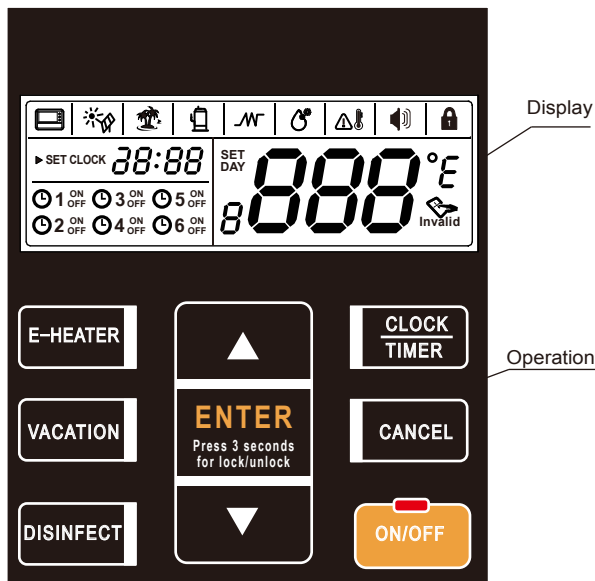 Display
SET CLOCK 28:88
SET
DAY
8
888
°E
Invalid
1 ON OFF 3 ON OFF 5 ON OFF
2 ON OFF 4 ON OFF 6 ON OFF
E-HEATER
CLOCK
TIMER
Operation
VACATION
ENTER
Press 3 seconds
for lock/unlock
CANCEL
DISINFECT
ON/OFF